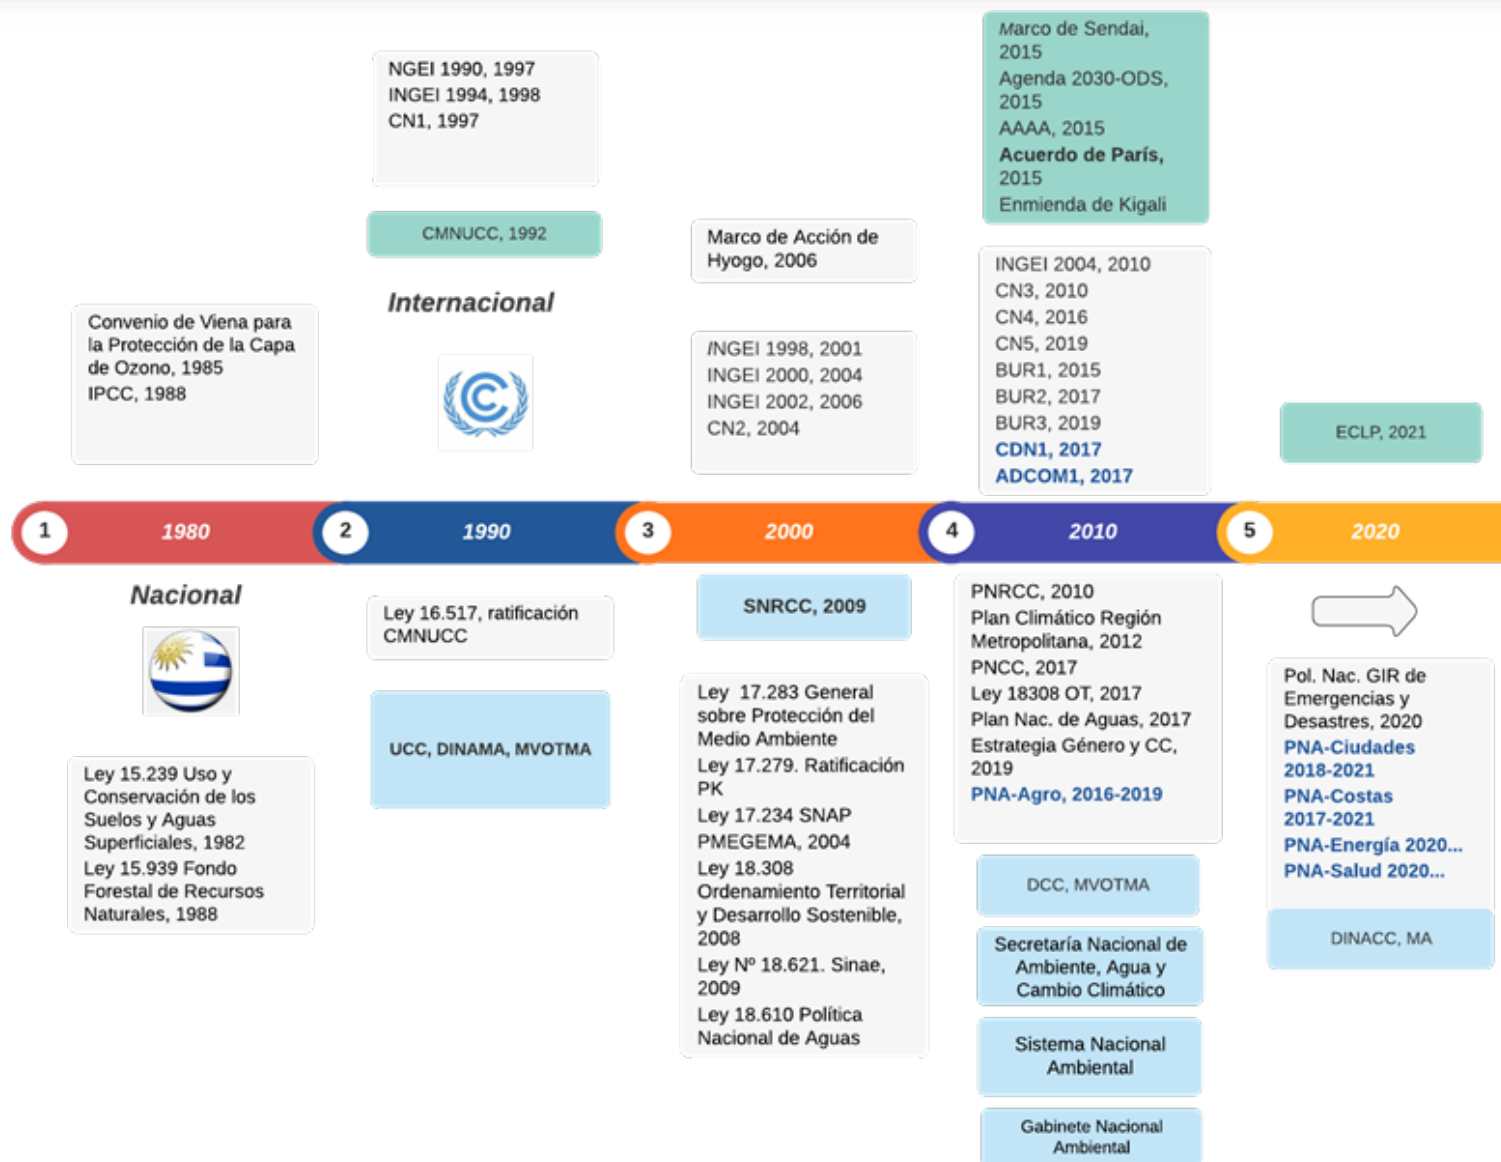 NGEI 1990, 1997
INGEI 1994, 1998
CN1, 1997
CMNUCC, 1992
Internacional
Convenio de Viena para
la Protección de la Capa
de Ozono, 1985
IPCC, 1988
Marco de Acción de
Hyogo, 2006
INGEI 1998, 2001
INGEI 2000, 2004
INGEI 2002, 2006
CN2, 2004
Marco de Sendai,
2015
Agenda 2030-ODS,
2015
AAAA, 2015
Acuerdo de París,
2015
Enmienda de Kigali
INGEI 2004, 2010
CN3, 2010
CN4, 2016
CN5, 2019
BUR1, 2015
BUR2, 2017
BUR3, 2019
CDN1, 2017
ADCOM1, 2017
ECLP, 2021
1 1980 2 1990 3 2000 4 2010 5 2020
Nacional
Ley 15.239 Uso y
Conservación de los
Suelos y Aguas
Superficiales, 1982
Ley 15.939 Fondo
Forestal de Recursos
Naturales, 1988
Ley 16.517, ratificación
CMNUCC
UCC, DINAMA, MVOTMA
SNRCC, 2009
Ley 17.283 General
sobre Protección del
Medio Ambiente
Ley 17.279. Ratificación
PK
Ley 17.234 SNAP
PMEGEMA, 2004
Ley 18.308
Ordenamiento Territorial
y Desarrollo Sostenible,
2008
Ley Nº 18.621. Sinae,
2009
Ley 18.610 Política
Nacional de Aguas
PNRCC, 2010
Plan Climático Región
Metropolitana, 2012
PNCC, 2017
Ley 18308 OT, 2017
Plan Nac. de Aguas, 2017
Estrategia Género y CC,
2019
PNA-Agro, 2016-2019
DCC, MVOTMA
Secretaría Nacional de
Ambiente, Agua y
Cambio Climático
Sistema Nacional
Ambiental
Gabinete Nacional
Ambiental
Pol. Nac. GIR de
Emergencias y
Desastres, 2020
PNA-Ciudades
2018-2021
PNA-Costas
2017-2021
PNA-Energía 2020...
PNA-Salud 2020...
DINACC, MA